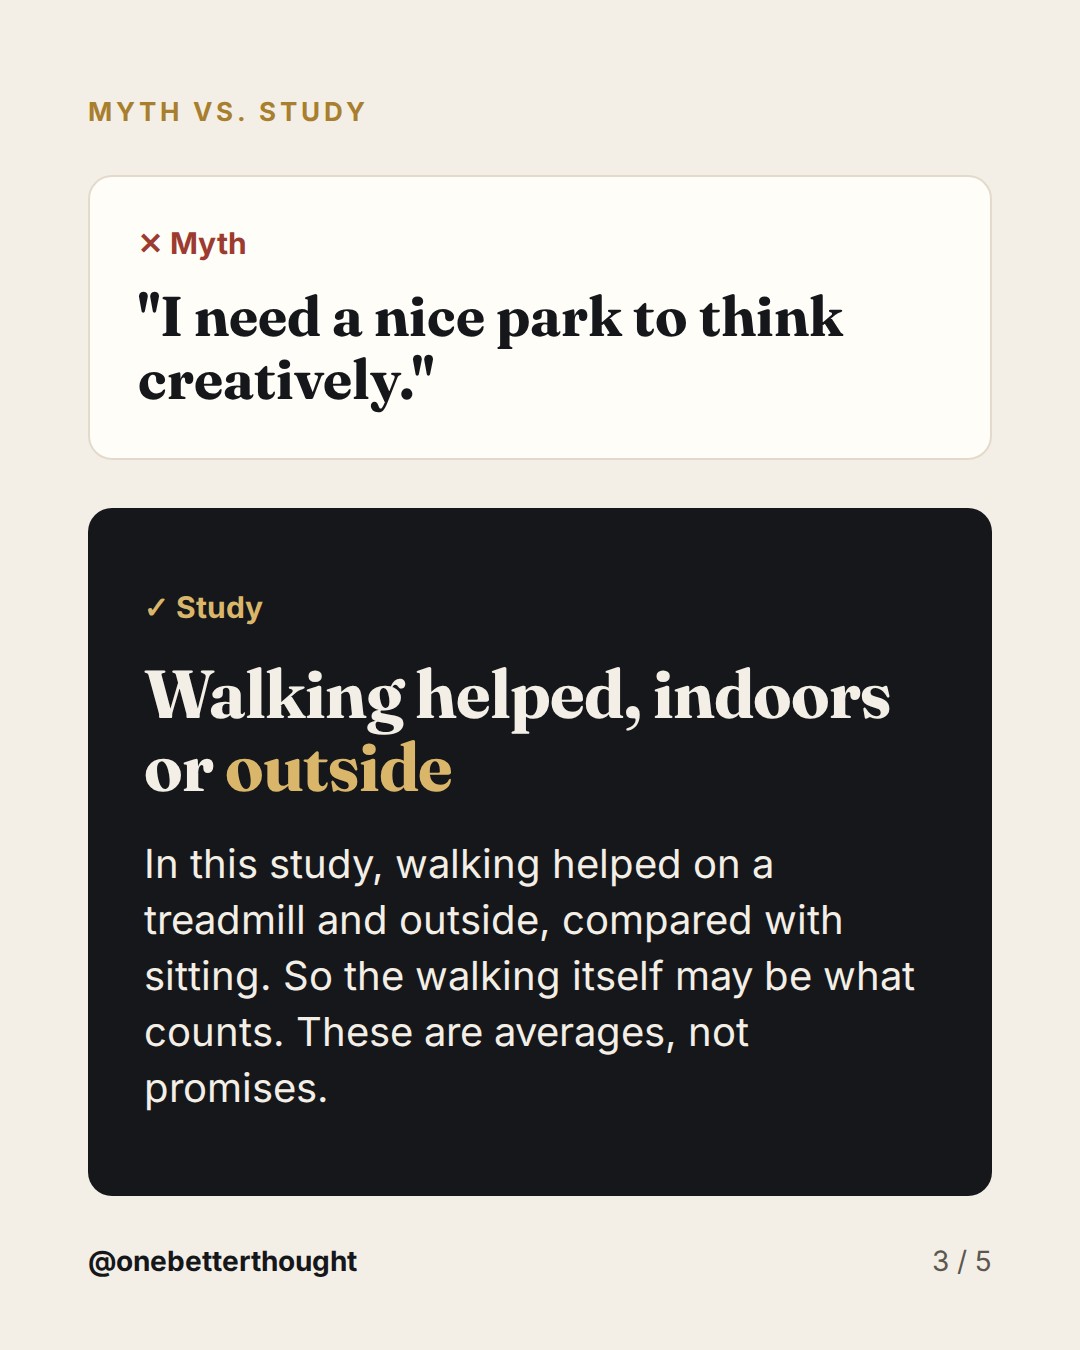 MYTH VS. STUDY
✕ Myth
"I need a nice park to think
creatively."
✓ Study
Walking helped, indoors
or outside
In this study, walking helped on a
treadmill and outside, compared with
sitting. So the walking itself may be what
counts. These are averages, not
promises.
@onebetterthought
3 / 5